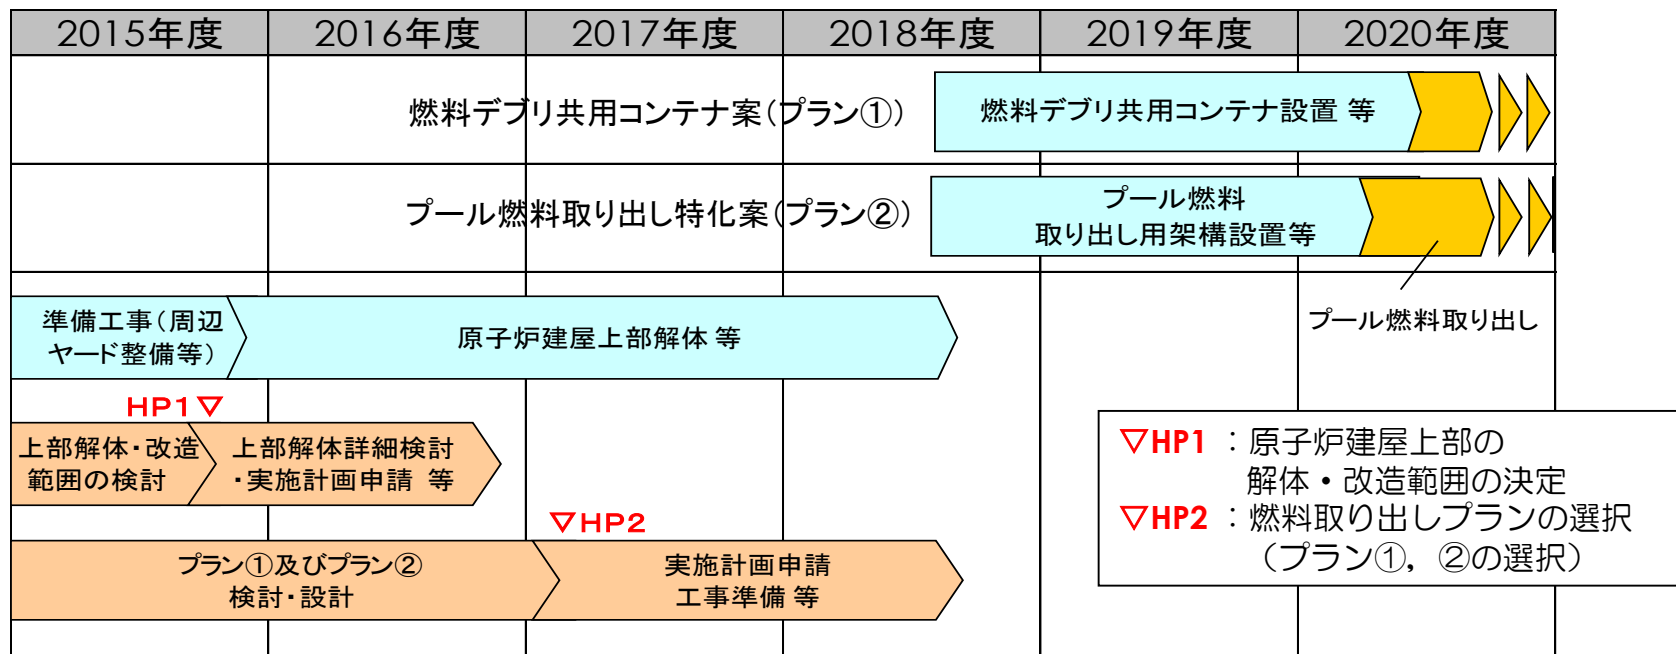 2015年度 2016年度 2017年度 2018年度 2019年度 2020年度
燃料デブリ共用コンテナ案(プラン①)
燃料デブリ共用コンテナ設置 等
プール燃料取り出し特化案(プラン②)
プール燃料
取り出し用架構設置等
プール燃料取り出し
準備工事(周辺
ヤード整備等)
原子炉建屋上部解体 等
HP1▽
上部解体・改造
範囲の検討
上部解体詳細検討
・実施計画申請 等
▽HP2
プラン①及びプラン②
検討・設計
実施計画申請
工事準備 等
▽HP1 :原子炉建屋上部の
解体・改造範囲の決定
▽HP2 :燃料取り出しプランの選択
(プラン①，②の選択)